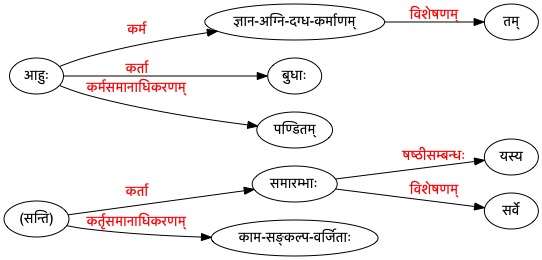 कर्म
ज्ञान-अग्नि-दग्ध-कर्माणम्
विशेषणम्
तम्
आहुः
कर्ता
बुधाः
कर्मसमानाधिकरणम्
पण्डितम्
षष्ठीसम्बन्धः
यस्य
समारम्भाः
विशेषणम्
सर्वे
कर्ता
(सन्ति)
कर्तृसमानाधिकरणम्
काम-सङ्कल्प-वर्जिताः